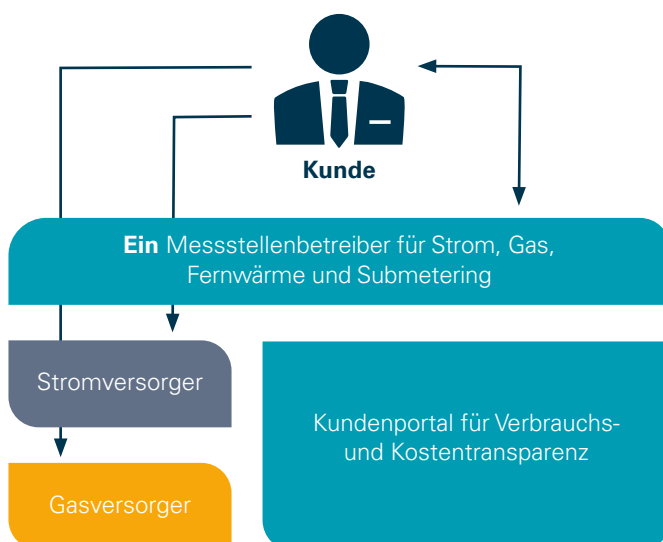 Kunde
Ein Messstellenbetreiber für Strom, Gas,
Fernwärme und Submetering
Stromversorger
Kundenportal für Verbrauchs-
und Kostentransparenz
Gasversorger